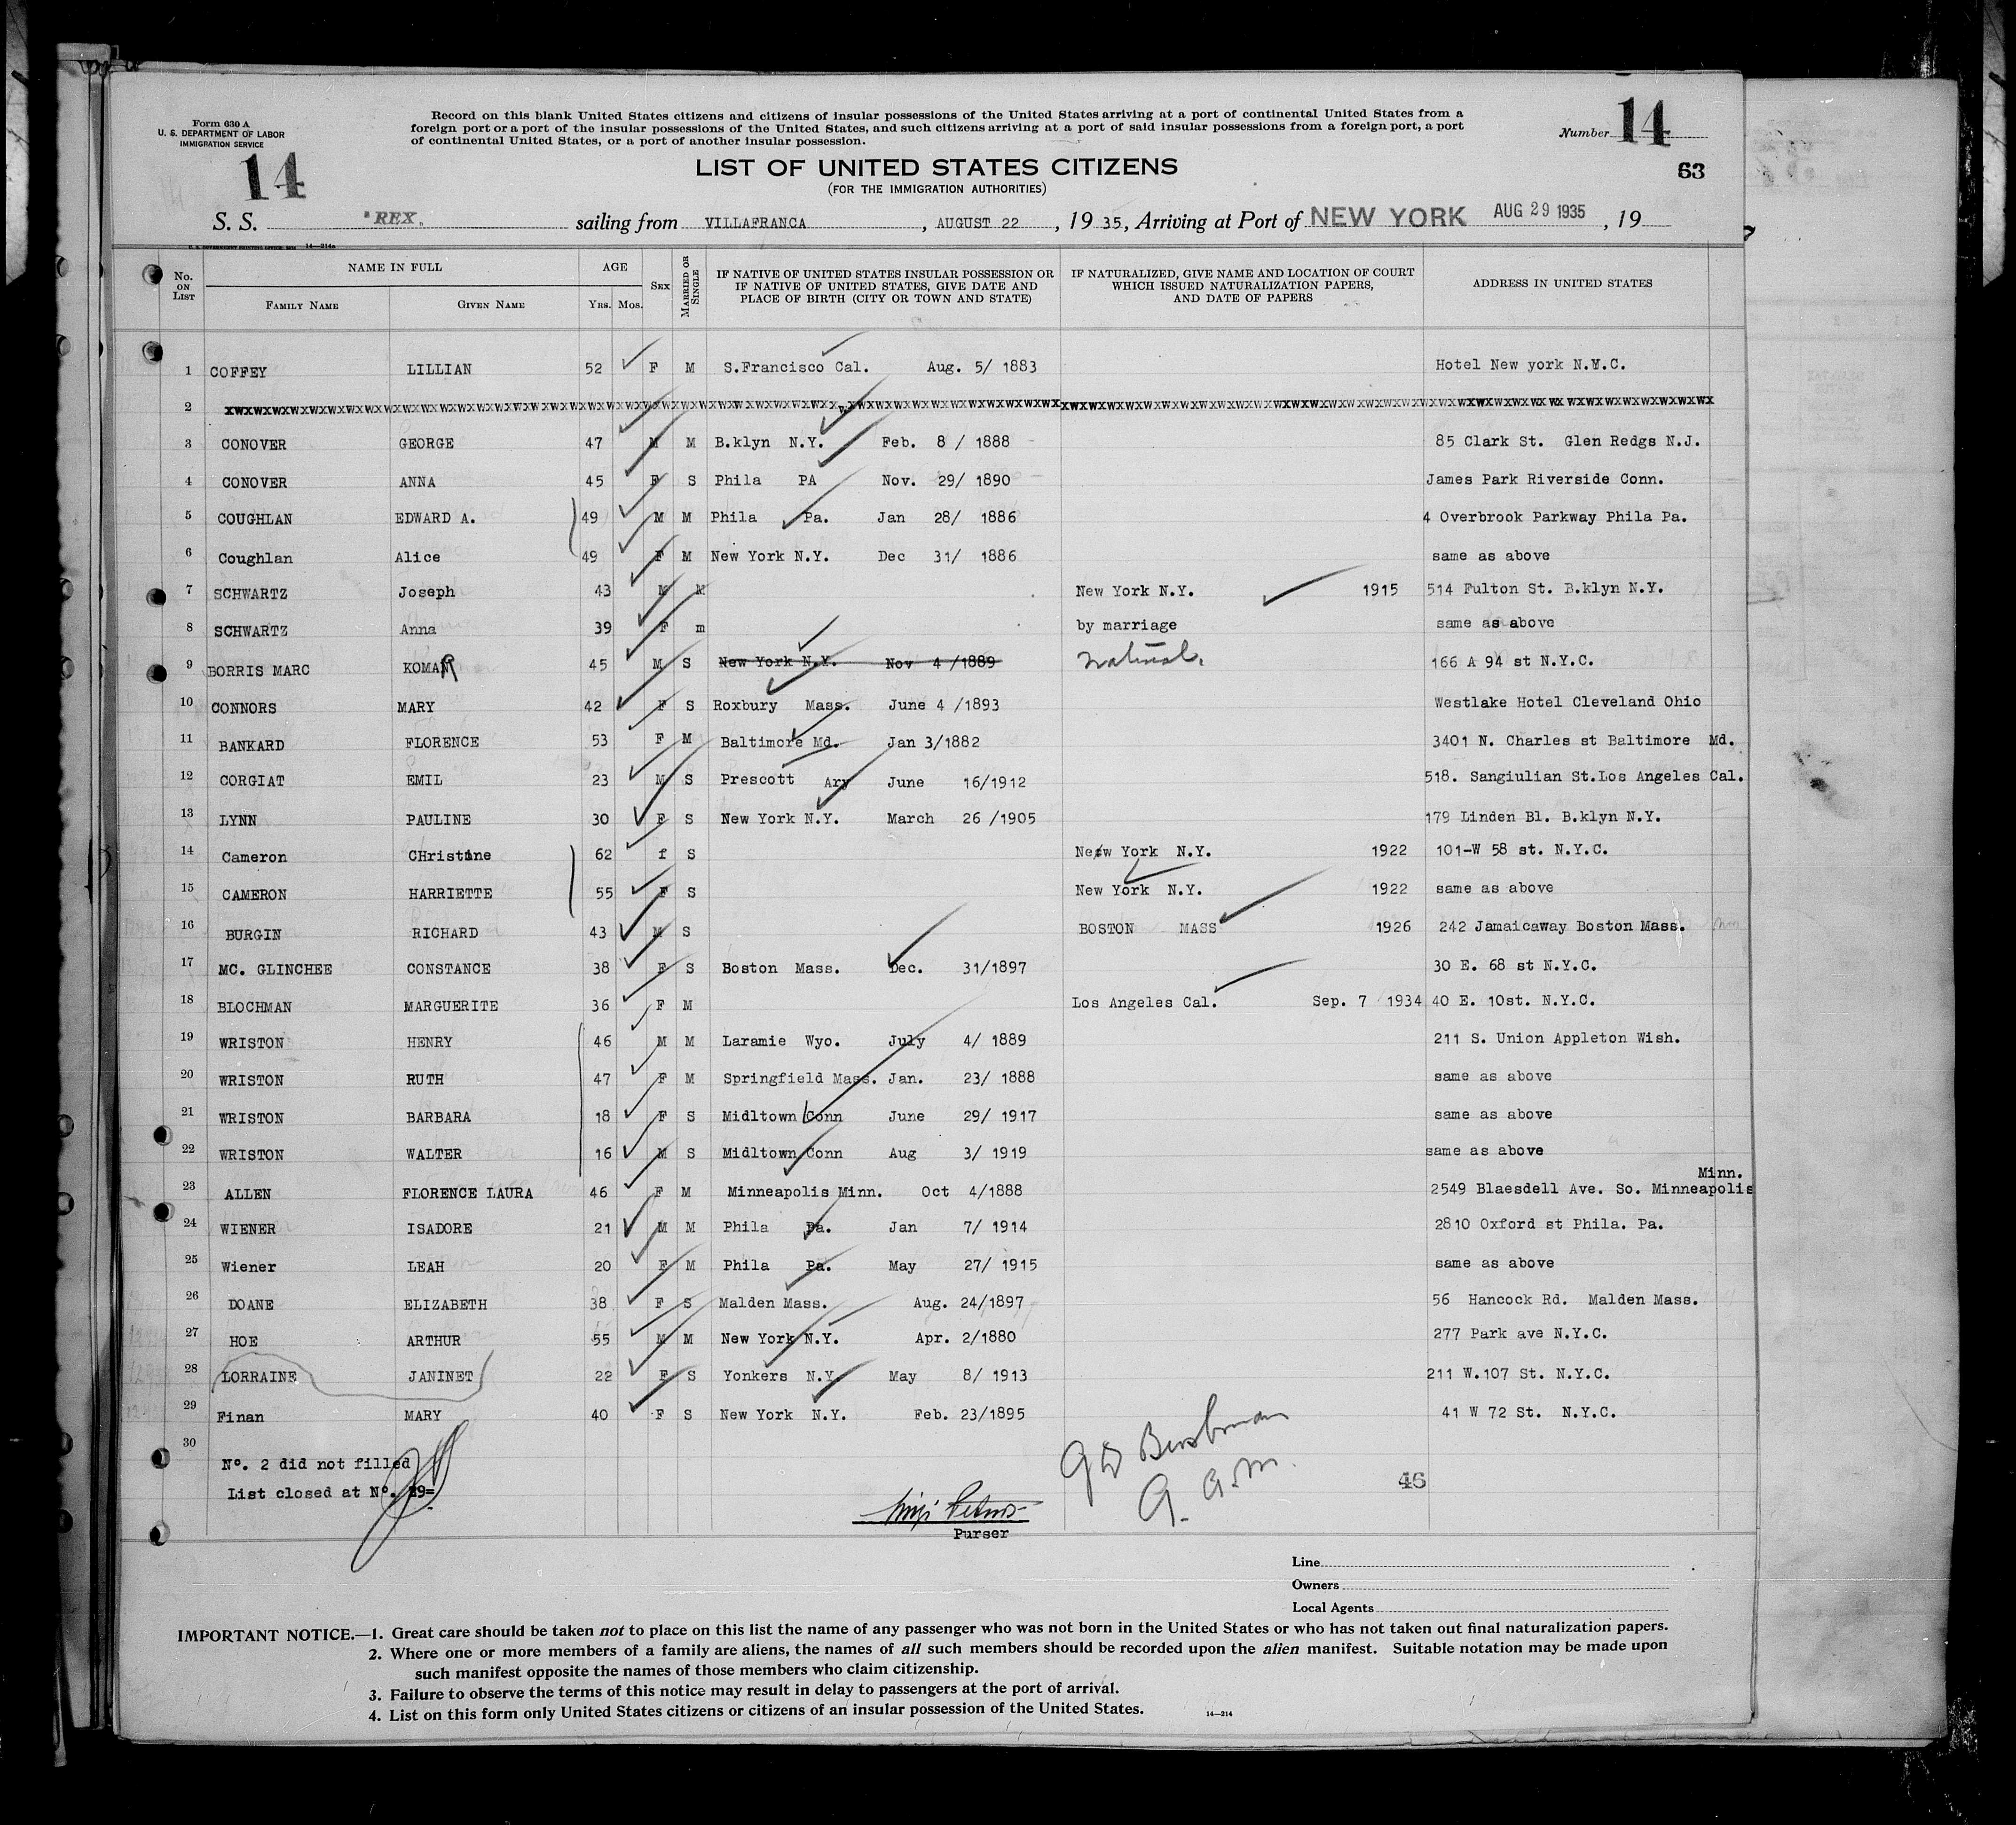 Form 630 A
U. S. DEPARTMENT OF LABOR
IMMIGRATION SERVICE
14
Record on this blank United States citizens and citizens of insular possessions of the United States arriving at a port of continental United States from a
foreign port or a port of the insular possessions of the United States, and such citizens arriving at a port of said insular possessions from a foreign port, a port
of continental United States, or a port of another insular possession.
Number 14
63
LIST OF UNITED STATES CITIZENS
(FOR THE IMMIGRATION AUTHORITIES)
S. S. "REX. sailing from VILLAFRANCA , AUGUST 22 , 19 35, Arriving at Port of NEW YORK AUG 29 1935 , 19
14—214a
No. ON LIST
NAME IN FULL
FAMILY NAME GIVEN NAME
AGE
YRS. MOS.
SEX
MARRIED OR SINGLE
IF NATIVE OF UNITED STATES INSULAR POSSESSION OR
IF NATIVE OF UNITED STATES, GIVE DATE AND
PLACE OF BIRTH (CITY OR TOWN AND STATE)
IF NATURALIZED, GIVE NAME AND LOCATION OF COURT
WHICH ISSUED NATURALIZATION PAPERS,
AND DATE OF PAPERS
ADDRESS IN UNITED STATES
1 COFFEY LILLIAN 52 F M S.Francisco Cal. Aug. 5/ 1883 Hotel New york N.Y.C.
2
3 CONOVER GEORGE 47 M M B.klyn N.Y. Feb. 8 / 1888 85 Clark St. Glen Redgs N.J.
4 CONOVER ANNA 45 F S Phila PA Nov. 29/ 1890 James Park Riverside Conn.
5 COUGHLAN EDWARD A. 49 M M Phila Pa. Jan 28/ 1886 4 Overbrook Parkway Phila Pa.
6 Coughlan Alice 49 F M New York N.Y. Dec 31/ 1886 same as above
7 SCHWARTZ Joseph 43 M M New York N.Y. 1915 514 Fulton St. B.klyn N.Y.
8 SCHWARTZ Anna 39 F m by marriage same as above
9 BORRIS MARC KOMAR 45 M S New York N.Y. Nov 4 /1889 natural. 166 A 94 st N.Y.C.
10 CONNORS MARY 42 F S Roxbury Mass. June 4 /1893 Westlake Hotel Cleveland Ohio
11 BANKARD FLORENCE 53 F M Baltimore Md. Jan 3/1882 3401 N. Charles st Baltimore Md.
12 CORGIAT EMIL 23 M S Prescott Ary June 16/1912 518. Sangiulian St.Los Angeles Cal.
13 LYNN PAULINE 30 F S New York N.Y. March 26 /1905 179 Linden Bl. B.klyn N.Y.
14 Cameron CHristine 62 f S New York N.Y. 1922 101-W 58 st. N.Y.C.
15 CAMERON HARRIETTE 55 F S New York N.Y. 1922 same as above
16 BURGIN RICHARD 43 M S BOSTON MASS 1926 242 Jamaicaway Boston Mass.
17 MC. GLINCHEE CONSTANCE 38 F S Boston Mass. Dec. 31/1897 30 E. 68 st N.Y.C.
18 BLOCHMAN MARGUERITE 36 F M Los Angeles Cal. Sep. 7 1934 40 E. 10st. N.Y.C.
19 WRISTON HENRY 46 M M Laramie Wyo. July 4/ 1889 211 S. Union Appleton Wish.
20 WRISTON RUTH 47 F M Springfield Mass. Jan. 23/ 1888 same as above
21 WRISTON BARBARA 18 F S Midltown Conn June 29/ 1917 same as above
22 WRISTON WALTER 16 M S Midltown Conn Aug 3/ 1919 same as above
Minn.
23 ALLEN FLORENCE LAURA 46 F M Minneapolis Minn. Oct 4/1888 2549 Blaesdell Ave. So. Minneapolis
24 WIENER ISADORE 21 M M Phila Pa. Jan 7/ 1914 2810 Oxford st Phila. Pa.
25 Wiener LEAH 20 F M Phila Pa. May 27/ 1915 same as above
26 DOANE ELIZABETH 38 F S Malden Mass. Aug. 24/1897 56 Hancock Rd. Malden Mass.
27 HOE ARTHUR 55 M M New York N.Y. Apr. 2/1880 277 Park ave N.Y.C.
28 LORRAINE JANINET 22 F S Yonkers N.Y. May 8/ 1913 211 W.107 St. N.Y.C.
29 Finan MARY 40 F S New York N.Y. Feb. 23/1895 41 W 72 St. N.Y.C.
30
Nº. 2 did not filled
List closed at Nº. 29=
46
Purser
Line
Owners
Local Agents
IMPORTANT NOTICE.—1. Great care should be taken not to place on this list the name of any passenger who was not born in the United States or who has not taken out final naturalization papers.
2. Where one or more members of a family are aliens, the names of all such members should be recorded upon the alien manifest. Suitable notation may be made upon
such manifest opposite the names of those members who claim citizenship.
3. Failure to observe the terms of this notice may result in delay to passengers at the port of arrival.
4. List on this form only United States citizens or citizens of an insular possession of the United States.
14—214